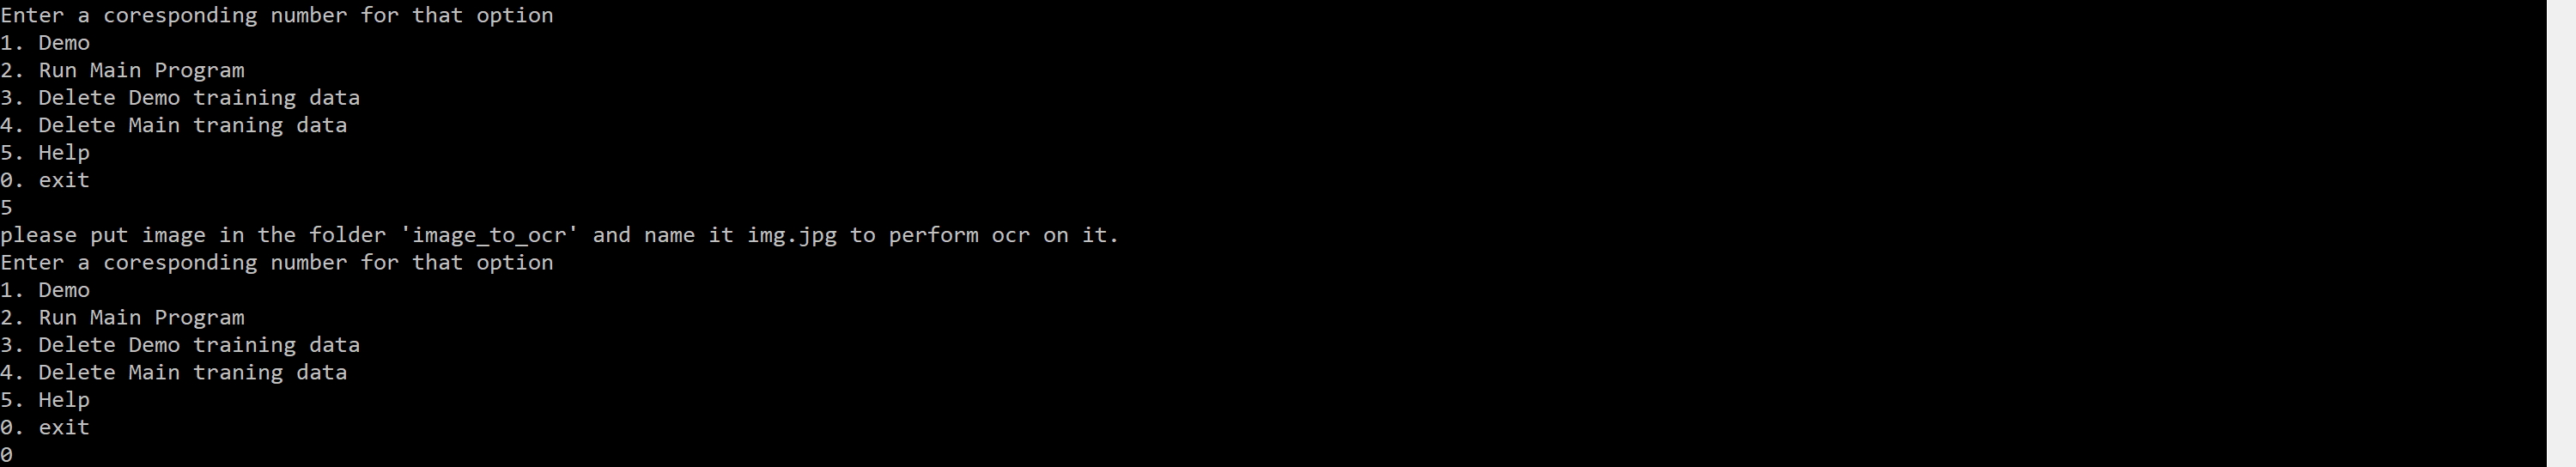 Enter a coresponding number for that option
1. Demo
2. Run Main Program
3. Delete Demo training data
4. Delete Main traning data
5. Help
0. exit
5
please put image in the folder 'image_to_ocr' and name it img.jpg to perform ocr on it.
Enter a coresponding number for that option
1. Demo
2. Run Main Program
3. Delete Demo training data
4. Delete Main traning data
5. Help
0. exit
0